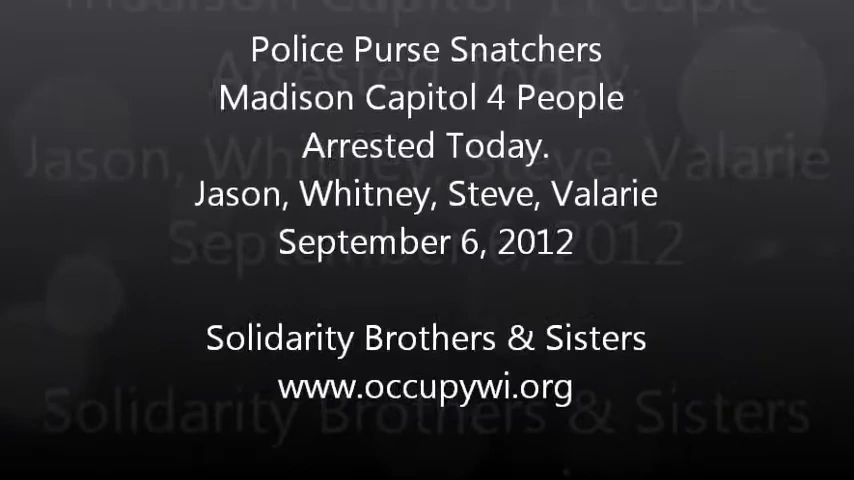 Police Purse Snatchers
Madison Capitol 4 People
Arrested Today.
Jason, Whitney, Steve, Valarie
September 6, 2012
Solidarity Brothers & Sisters
www.occupywi.org